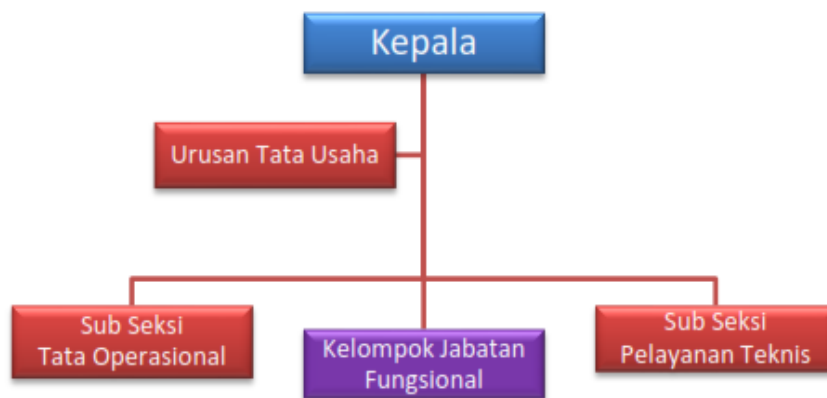 Kepala
Urusan Tata Usaha
Sub Seksi
Tata Operasional
Kelompok Jabatan
Fungsional
Sub Seksi
Pelayanan Teknis